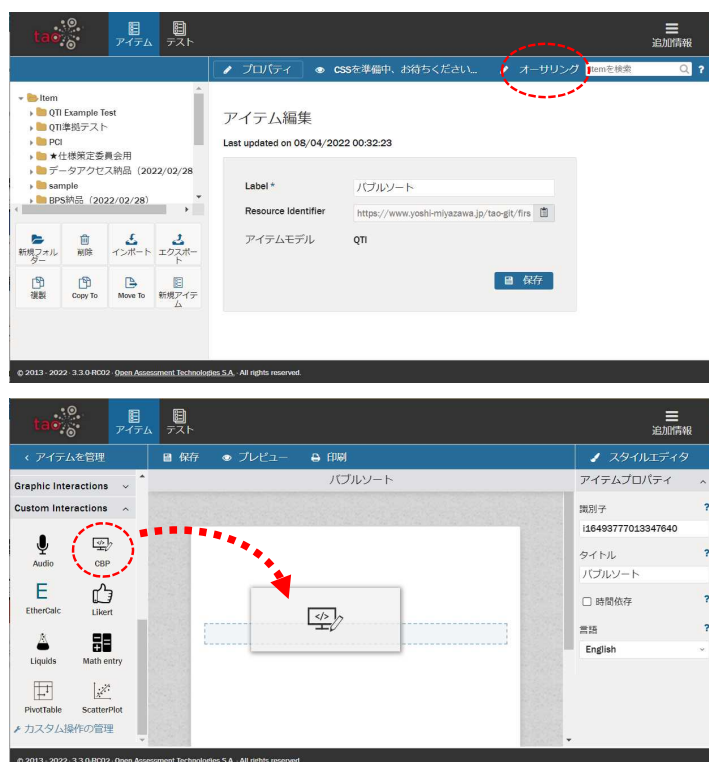 tao
アイテム
テスト
追加情報
プロパティ
CSSを準備中、お待ちください...
オーサリング
Itemを検索
?
Item
QTI Example Test
QTI準拠テスト
PCI
★仕様策定委員会用
データアクセス納品（2022/02/28
sample
BPS納品（2022/02/28）
新規フォルダー
削除
インポート
エクスポート
複製
Copy To
Move To
新規アイテム
アイテム編集
Last updated on 08/04/2022 00:32:23
Label *
バブルソート
Resource Identifier
https://www.yoshi-miyazawa.jp/tao-git/firs
アイテムモデル
QTI
保存
© 2013 - 2022 · 3.3.0-RC02 · Open Assessment Technologies S.A. · All rights reserved.
tao
アイテム
テスト
追加情報
‹ アイテムを管理
保存
プレビュー
印刷
スタイルエディタ
Graphic Interactions
Custom Interactions
Audio
CBP
EtherCalc
Likert
Liquids
Math entry
PivotTable
ScatterPlot
カスタム操作の管理
バブルソート
アイテムプロパティ
識別子
?
i16493777013347640
タイトル
?
バブルソート
時間依存
?
言語
?
English
© 2013 - 2022 · 3.3.0-RC02 · Open Assessment Technologies S.A. · All rights reserved.